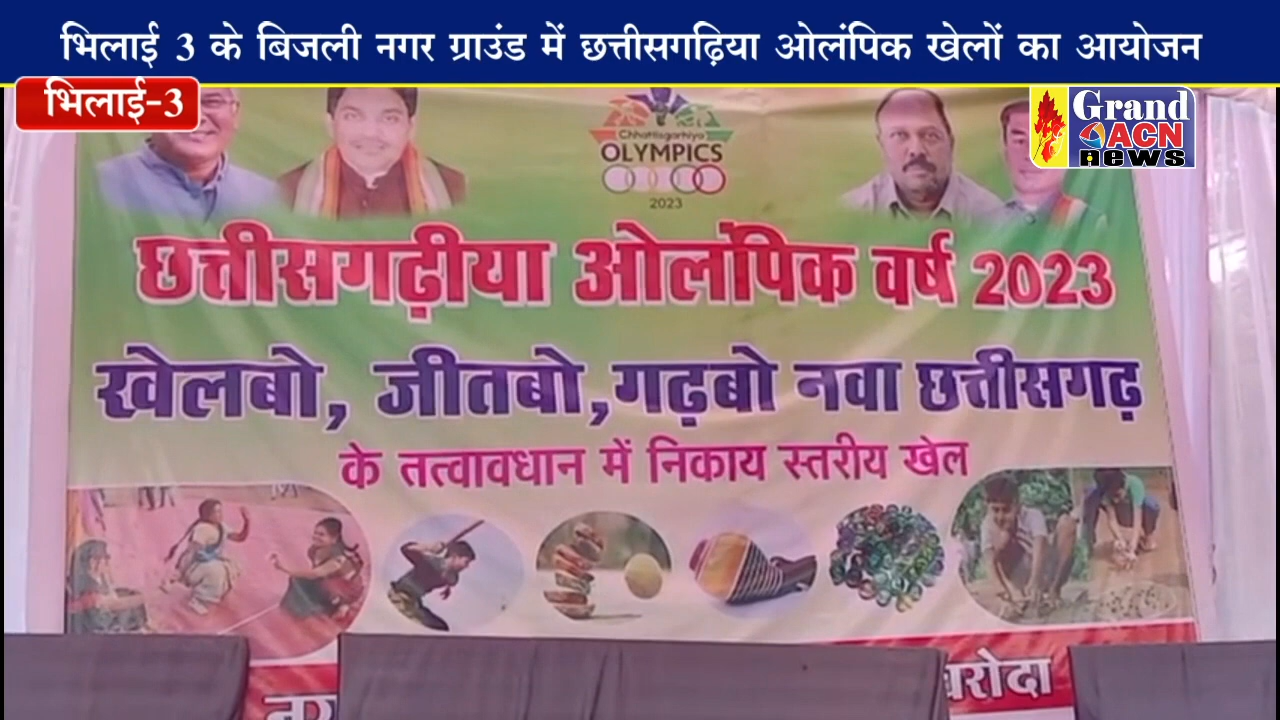 भिलाई 3 के बिजली नगर ग्राउंड में छत्तीसगढ़िया ओलंपिक खेलों का आयोजन
भिलाई-3
Grand
ACN
news
Chhattisgarhiya
OLYMPICS
2023
छत्तीसगढ़ीया ओलंपिक वर्ष 2023
खेलबो, जीतबो, गढ़बो नवा छत्तीसगढ़
के तत्वावधान में निकाय स्तरीय खेल